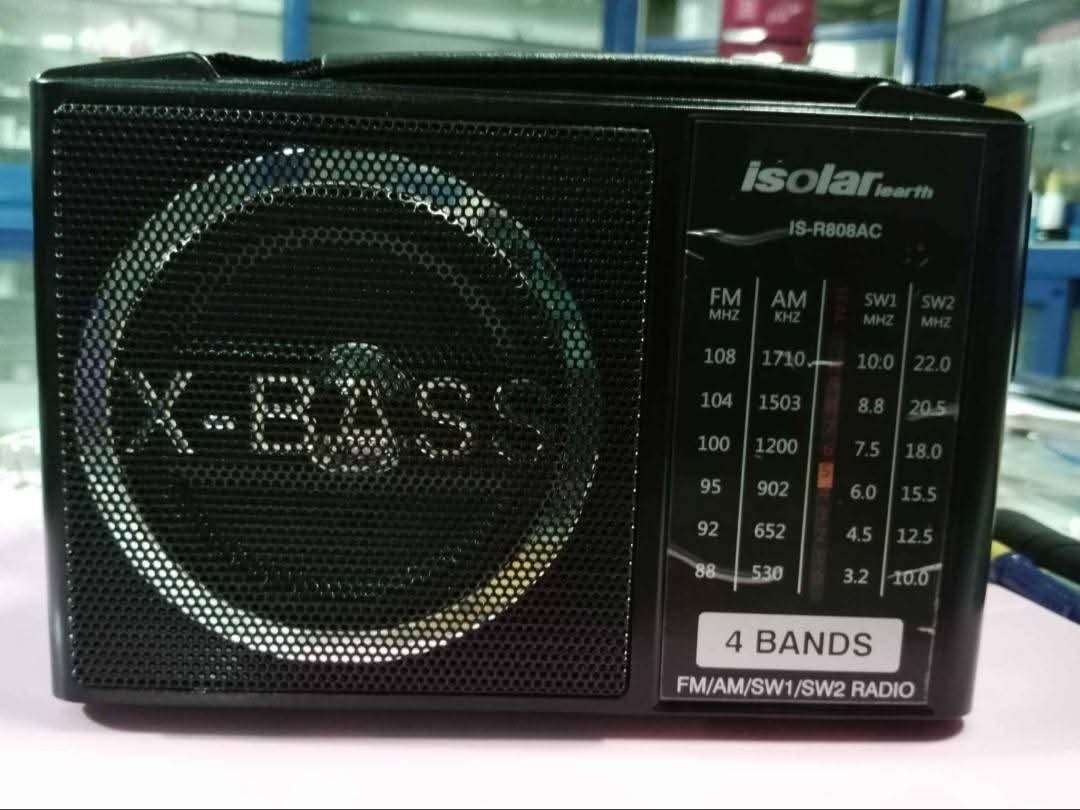 X-BASS
isolar isearth
IS-R808AC
FM AM SW1 SW2
MHZ KHZ MHZ MHZ
108 1710 10.0 22.0
104 1503 8.8 20.5
100 1200 7.5 18.0
95 902 6.0 15.5
92 652 4.5 12.5
88 530 3.2 10.0
4 BANDS
FM/AM/SW1/SW2 RADIO